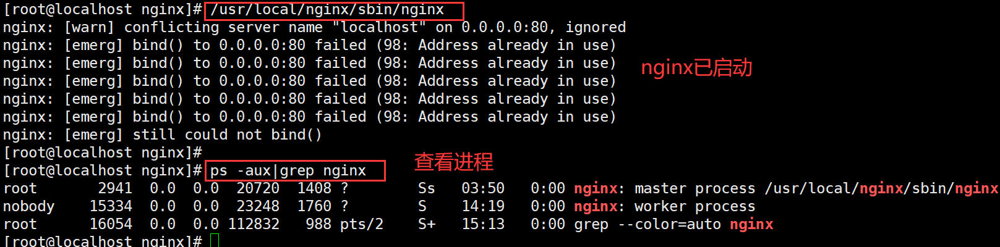 [root@localhost nginx]# /usr/local/nginx/sbin/nginx
nginx: [warn] conflicting server name "localhost" on 0.0.0.0:80, ignored
nginx: [emerg] bind() to 0.0.0.0:80 failed (98: Address already in use)
nginx: [emerg] bind() to 0.0.0.0:80 failed (98: Address already in use)
nginx已启动
nginx: [emerg] bind() to 0.0.0.0:80 failed (98: Address already in use)
nginx: [emerg] bind() to 0.0.0.0:80 failed (98: Address already in use)
nginx: [emerg] bind() to 0.0.0.0:80 failed (98: Address already in use)
nginx: [emerg] still could not bind()
[root@localhost nginx]#
查看进程
[root@localhost nginx]# ps -aux|grep nginx
root       2941  0.0  0.0  20720  1408 ?        Ss   03:50   0:00 nginx: master process /usr/local/nginx/sbin/nginx
nobody    15334  0.0  0.0  23248  1760 ?        S    14:19   0:00 nginx: worker process
root      16054  0.0  0.0 112832   988 pts/2    S+   15:13   0:00 grep --color=auto nginx
[root@localhost nginx]#